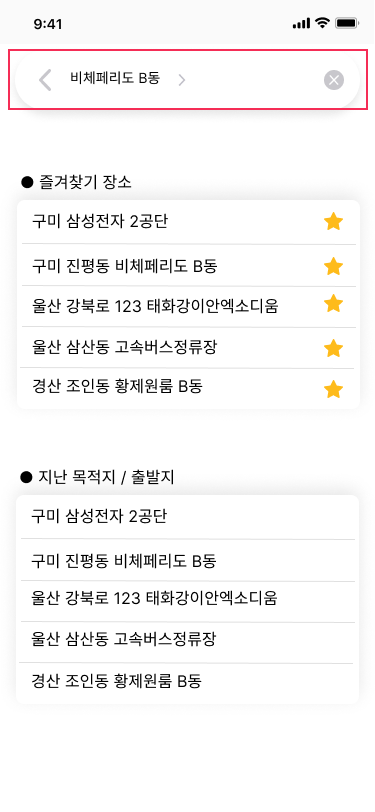 9:41
비체페리도 B동
● 즐겨찾기 장소
구미 삼성전자 2공단
구미 진평동 비체페리도 B동
울산 강북로 123 태화강이안엑소디움
울산 삼산동 고속버스정류장
경산 조인동 황제원룸 B동
● 지난 목적지 / 출발지
구미 삼성전자 2공단
구미 진평동 비체페리도 B동
울산 강북로 123 태화강이안엑소디움
울산 삼산동 고속버스정류장
경산 조인동 황제원룸 B동